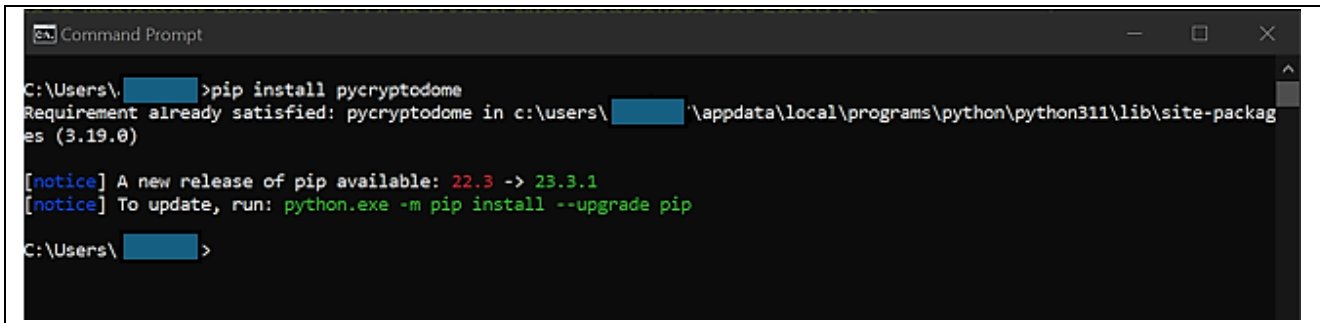 Command Prompt
C:\Users\. >pip install pycryptodome
Requirement already satisfied: pycryptodome in c:\users\ \appdata\local\programs\python\python311\lib\site-packag
es (3.19.0)
[notice] A new release of pip available: 22.3 -> 23.3.1
[notice] To update, run: python.exe -m pip install --upgrade pip
C:\Users\ >